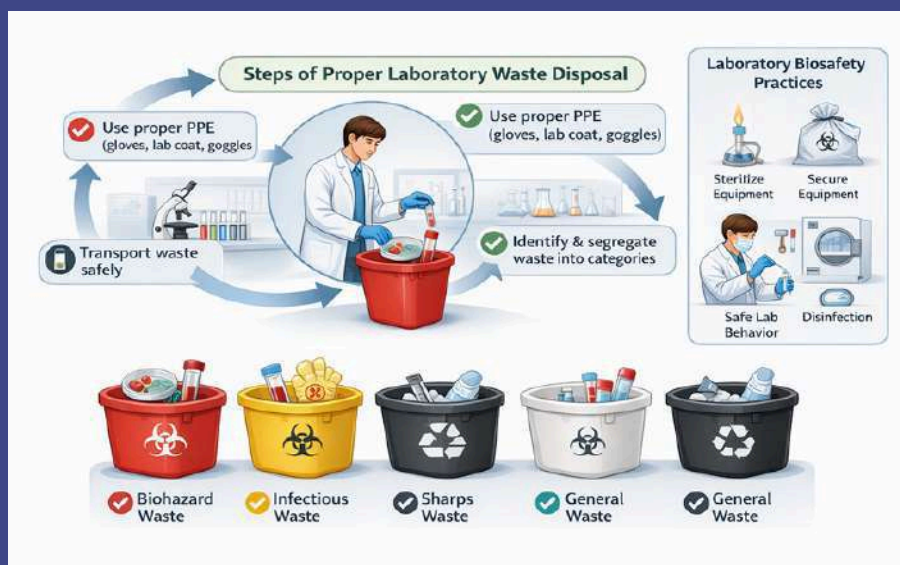 Steps of Proper Laboratory Waste Disposal
Use proper PPE
(gloves, lab coat, goggles
Use proper PPE
(gloves, lab coat, goggles)
Transport waste
safely
Identify & segregate
waste into categories
Laboratory Biosafety
Practices
Steritize
Equipment
Secure
Equipment
Safe Lab
Behavior
Disinfection
Biohazard
Waste
Infectious
Waste
Sharps
Waste
General
Waste
General
Waste